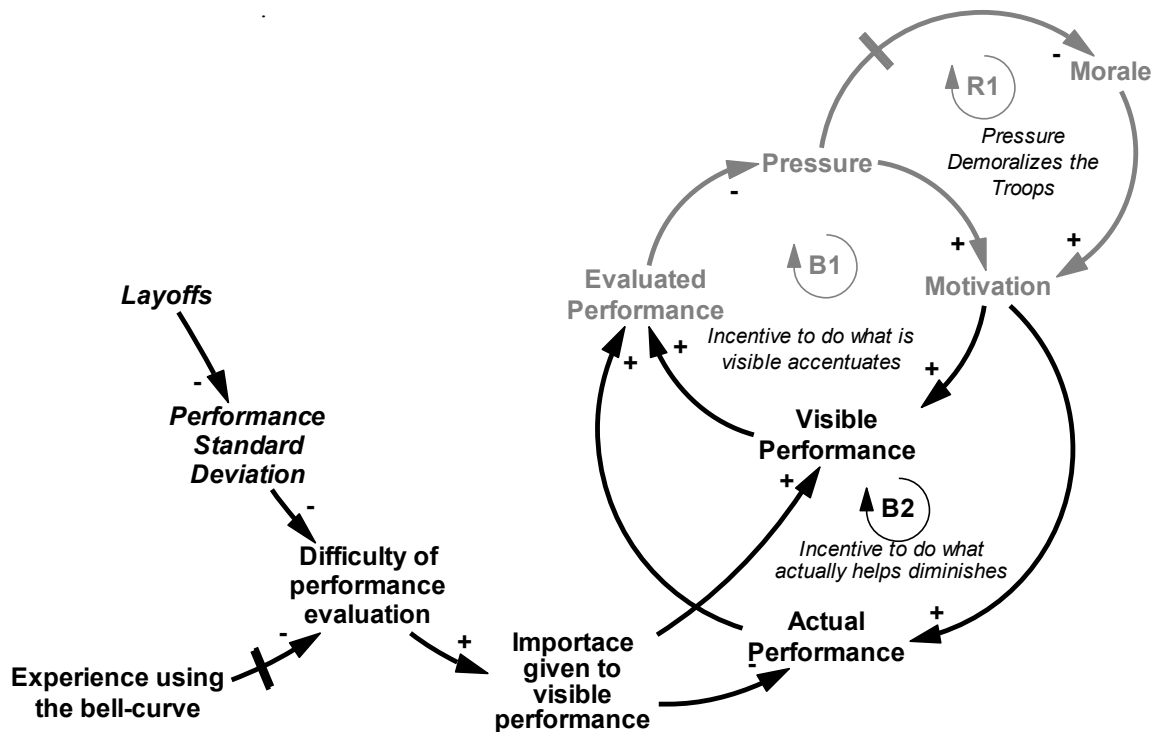 -
Morale
R1
Pressure
Demoralizes the
Troops
Pressure
-
+
+
B1
Evaluated
Performance
Motivation
Layoffs
Incentive to do what is
visible accentuates
+
+
+
-
Performance
Standard
Deviation
Visible
Performance
+
B2
-
Incentive to do what
actually helps diminishes
Difficulty of
performance
evaluation
-
+
+
Actual
Performance
-
Importace
given to
visible
performance
Experience using
the bell-curve